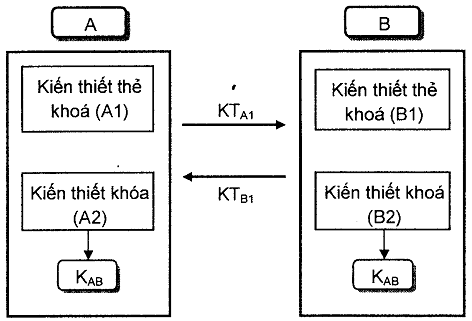 A
B
Kiến thiết thẻ
khoá (A1)
Kiến thiết thẻ
khoá (B1)
KTA1
KTB1
Kiến thiết khóa
(A2)
Kiến thiết khoá
(B2)
KAB
KAB